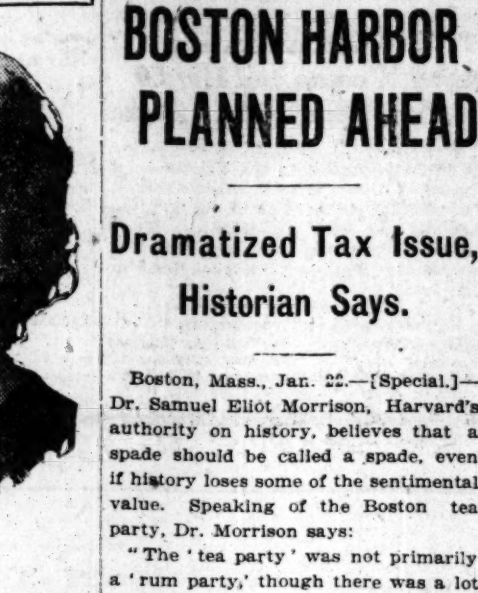 BOSTON HARBOR
PLANNED AHEAD
Dramatized Tax Issue,
Historian Says.
Boston, Mass., Jan. 22.—[Special.]—
Dr. Samuel Eliot Morrison, Harvard's
authority on history, believes that a
spade should be called a spade, even
if history loses some of the sentimental
value. Speaking of the Boston tea
party, Dr. Morrison says:
"The 'tea party' was not primarily
a 'rum party,' though there was a lot